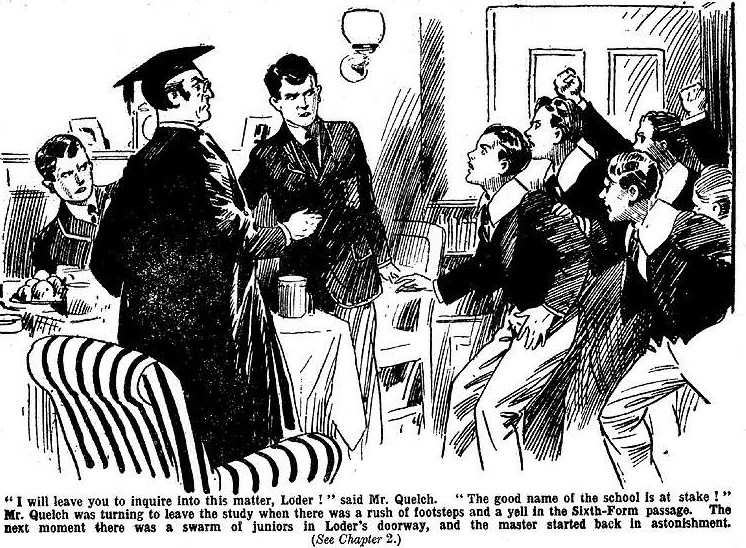 “ I will leave you to inquire into this matter, Loder ! ” said Mr. Quelch. “ The good name of the school is at stake ! ”
Mr. Quelch was turning to leave the study when there was a rush of footsteps and a yell in the Sixth-Form passage. The
next moment there was a swarm of juniors in Loder’s doorway, and the master started back in astonishment.
(See Chapter 2.)